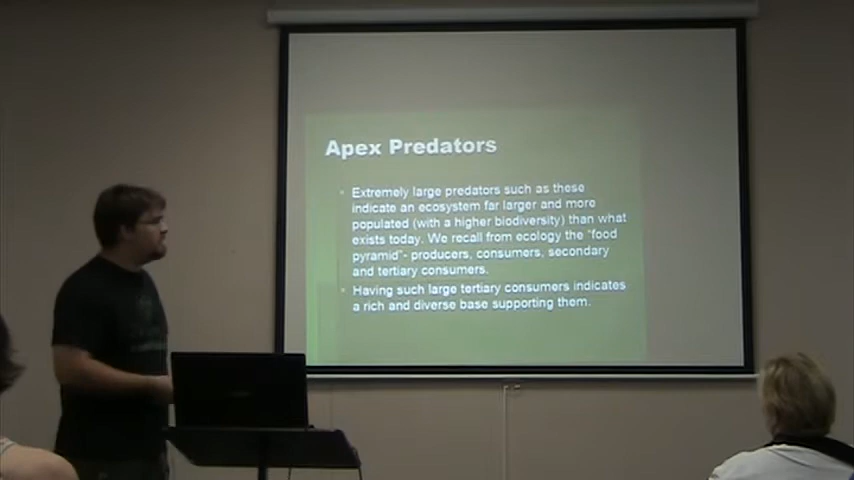 Apex Predators
Extremely large predators such as these
indicate an ecosystem far larger and more
populated (with a higher biodiversity) than what
exists today. We recall from ecology the "food
pyramid"- producers, consumers, secondary
and tertiary consumers.
Having such large tertiary consumers indicates
a rich and diverse base supporting them.